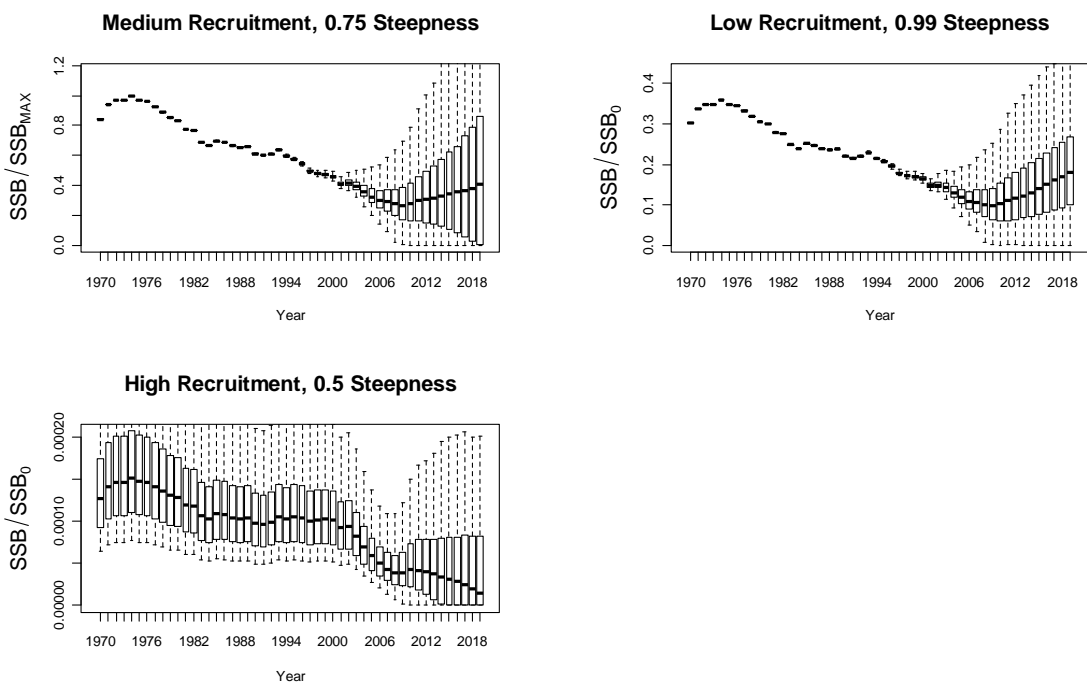 Medium Recruitment, 0.75 Steepness
SSB / SSB_MAX
1.2
0.8
0.4
0.0
1970 1976 1982 1988 1994 2000 2006 2012 2018
Year
Low Recruitment, 0.99 Steepness
SSB / SSB_0
0.4
0.3
0.2
0.1
0.0
1970 1976 1982 1988 1994 2000 2006 2012 2018
Year
High Recruitment, 0.5 Steepness
SSB / SSB_0
0.00020
0.00010
0.00000
1970 1976 1982 1988 1994 2000 2006 2012 2018
Year